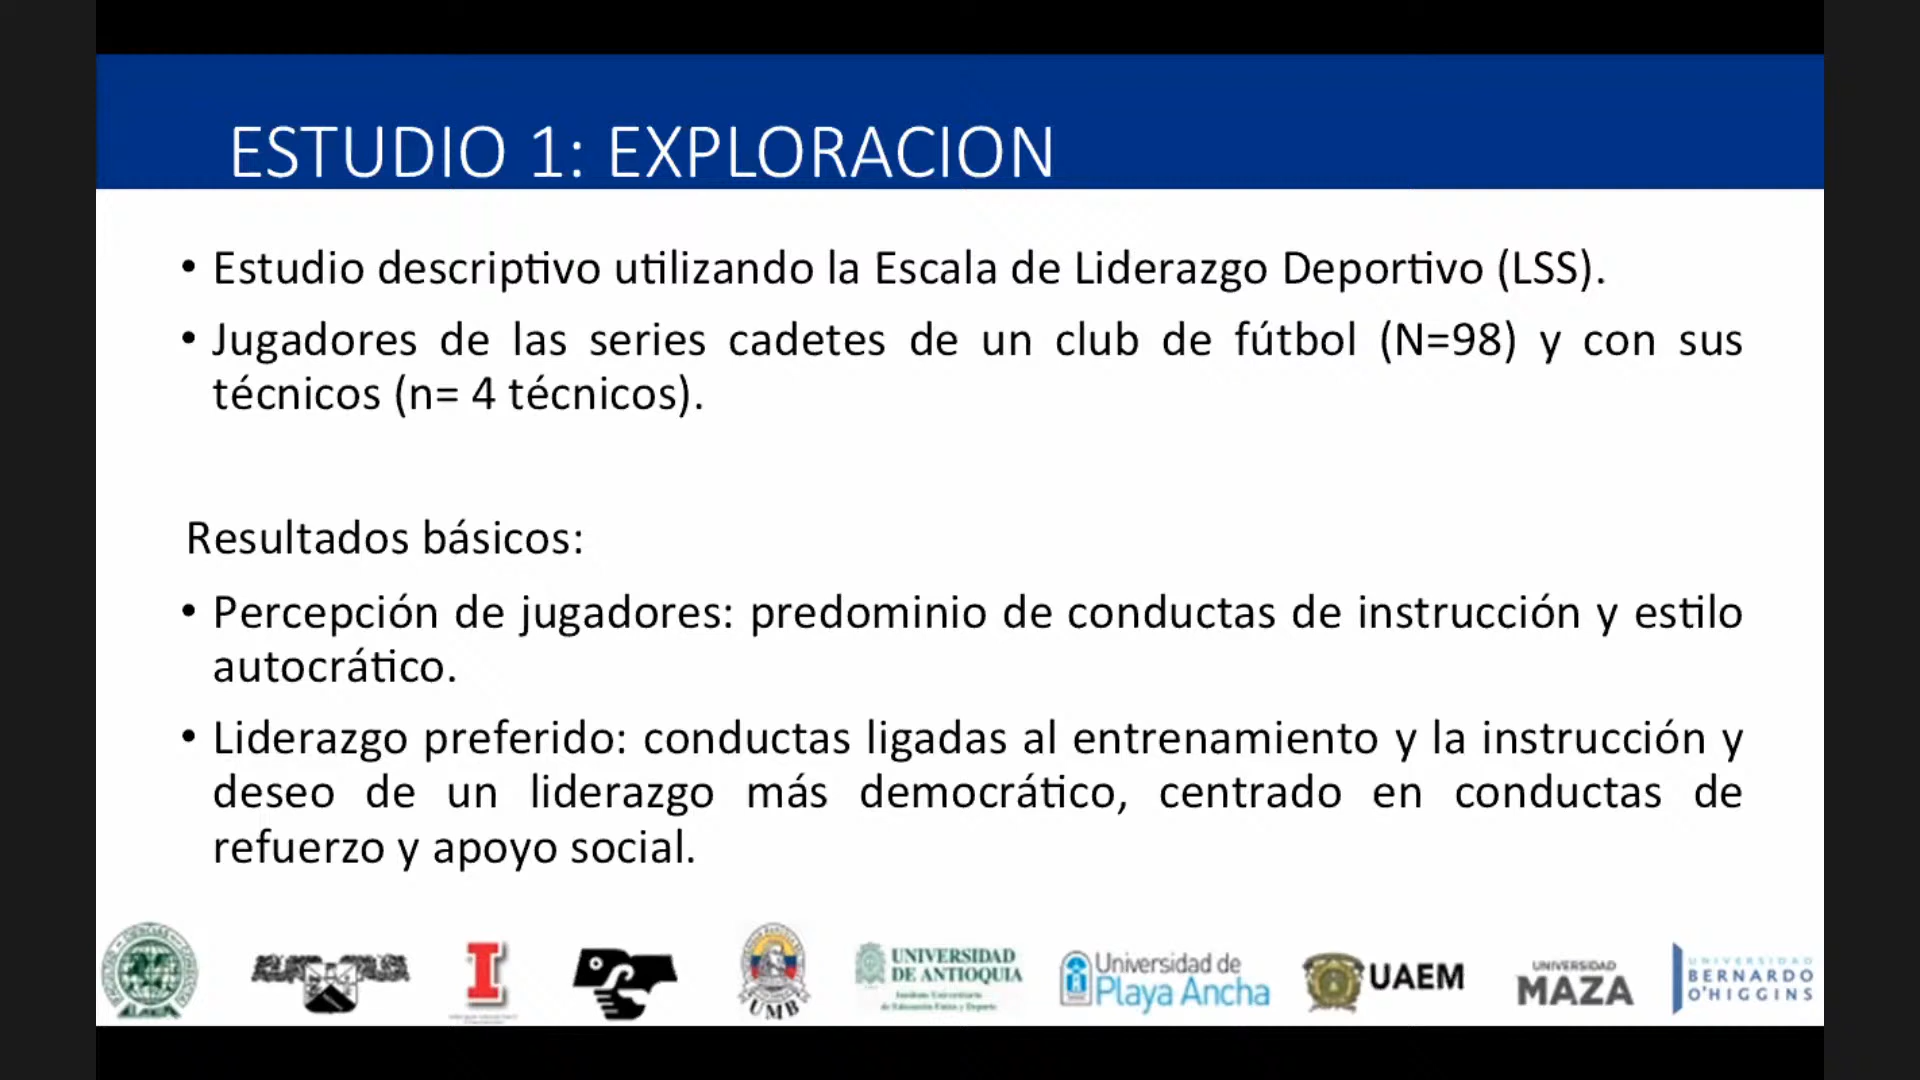 ESTUDIO 1: EXPLORACION
• Estudio descriptivo utilizando la Escala de Liderazgo Deportivo (LSS).
• Jugadores de las series cadetes de un club de fútbol (N=98) y con sus
técnicos (n= 4 técnicos).
Resultados básicos:
• Percepción de jugadores: predominio de conductas de instrucción y estilo
autocrático.
• Liderazgo preferido: conductas ligadas al entrenamiento y la instrucción y
deseo de un liderazgo más democrático, centrado en conductas de
refuerzo y apoyo social.
UMB
UNIVERSIDAD
DE ANTIOQUIA
Instituto Universitario
de Educación Física y Deporte
Universidad de
Playa Ancha
UAEM
UNIVERSIDAD
MAZA
UNIVERSIDAD
BERNARDO
O'HIGGINS